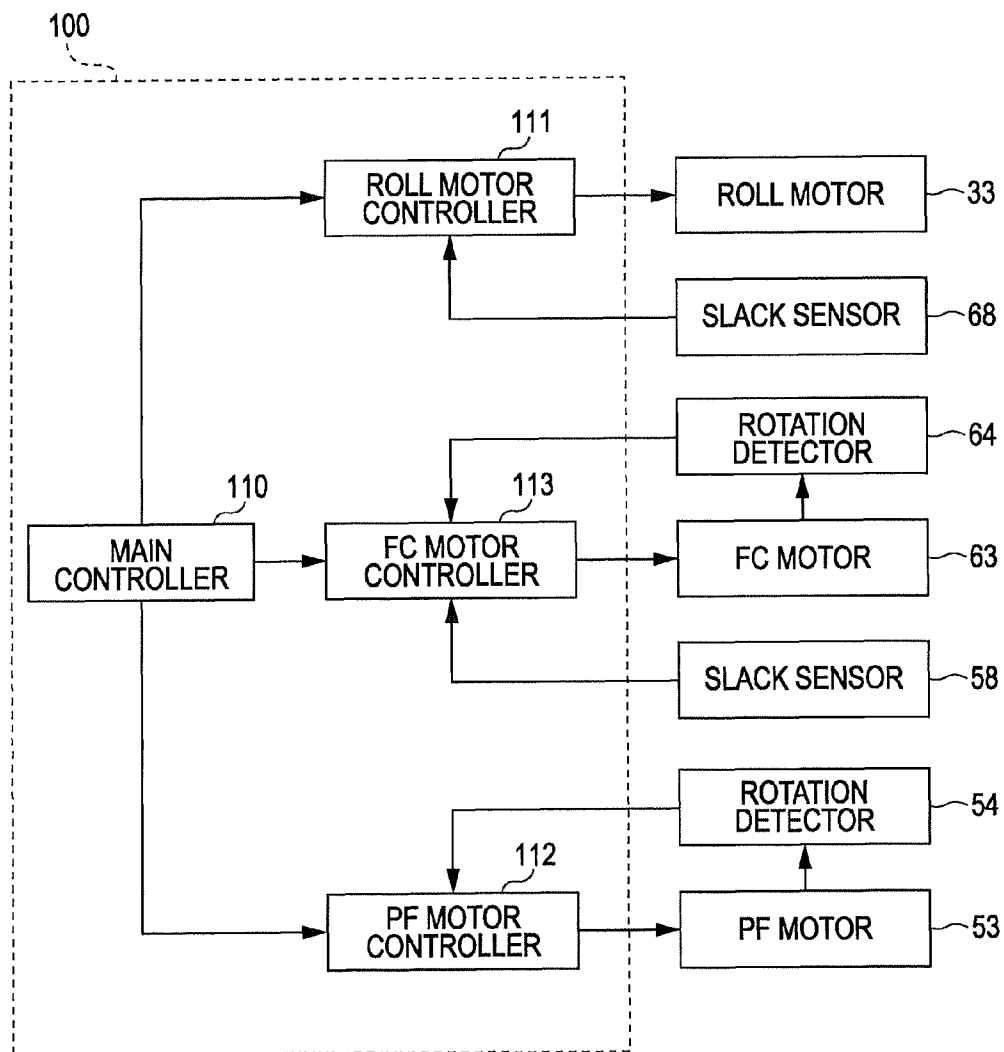 100
111
ROLL MOTOR
CONTROLLER
ROLL MOTOR
33
SLACK SENSOR
68
ROTATION
DETECTOR
64
110
MAIN
CONTROLLER
113
FC MOTOR
CONTROLLER
FC MOTOR
63
SLACK SENSOR
58
ROTATION
DETECTOR
54
112
PF MOTOR
CONTROLLER
PF MOTOR
53